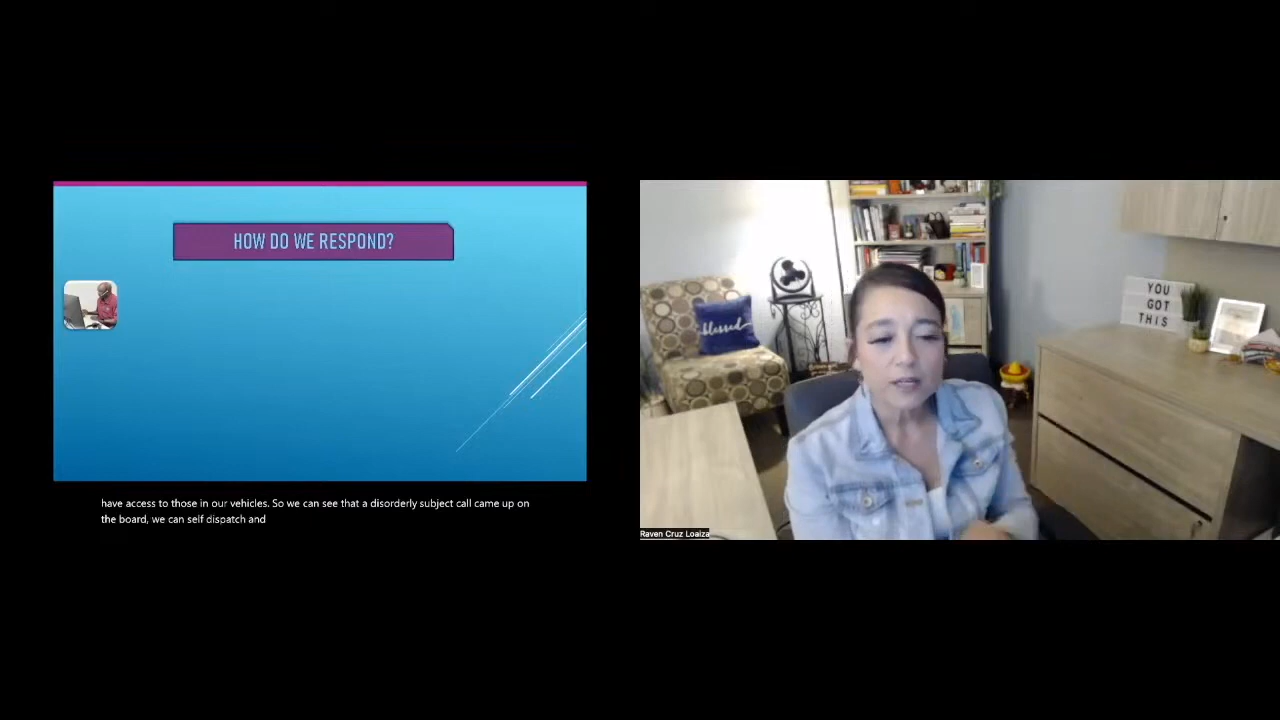 HOW DO WE RESPOND?
have access to those in our vehicles. So we can see that a disorderly subject call came up on
the board, we can self dispatch and
blessed
YOU
GOT
THIS
Raven Cruz Loaiza